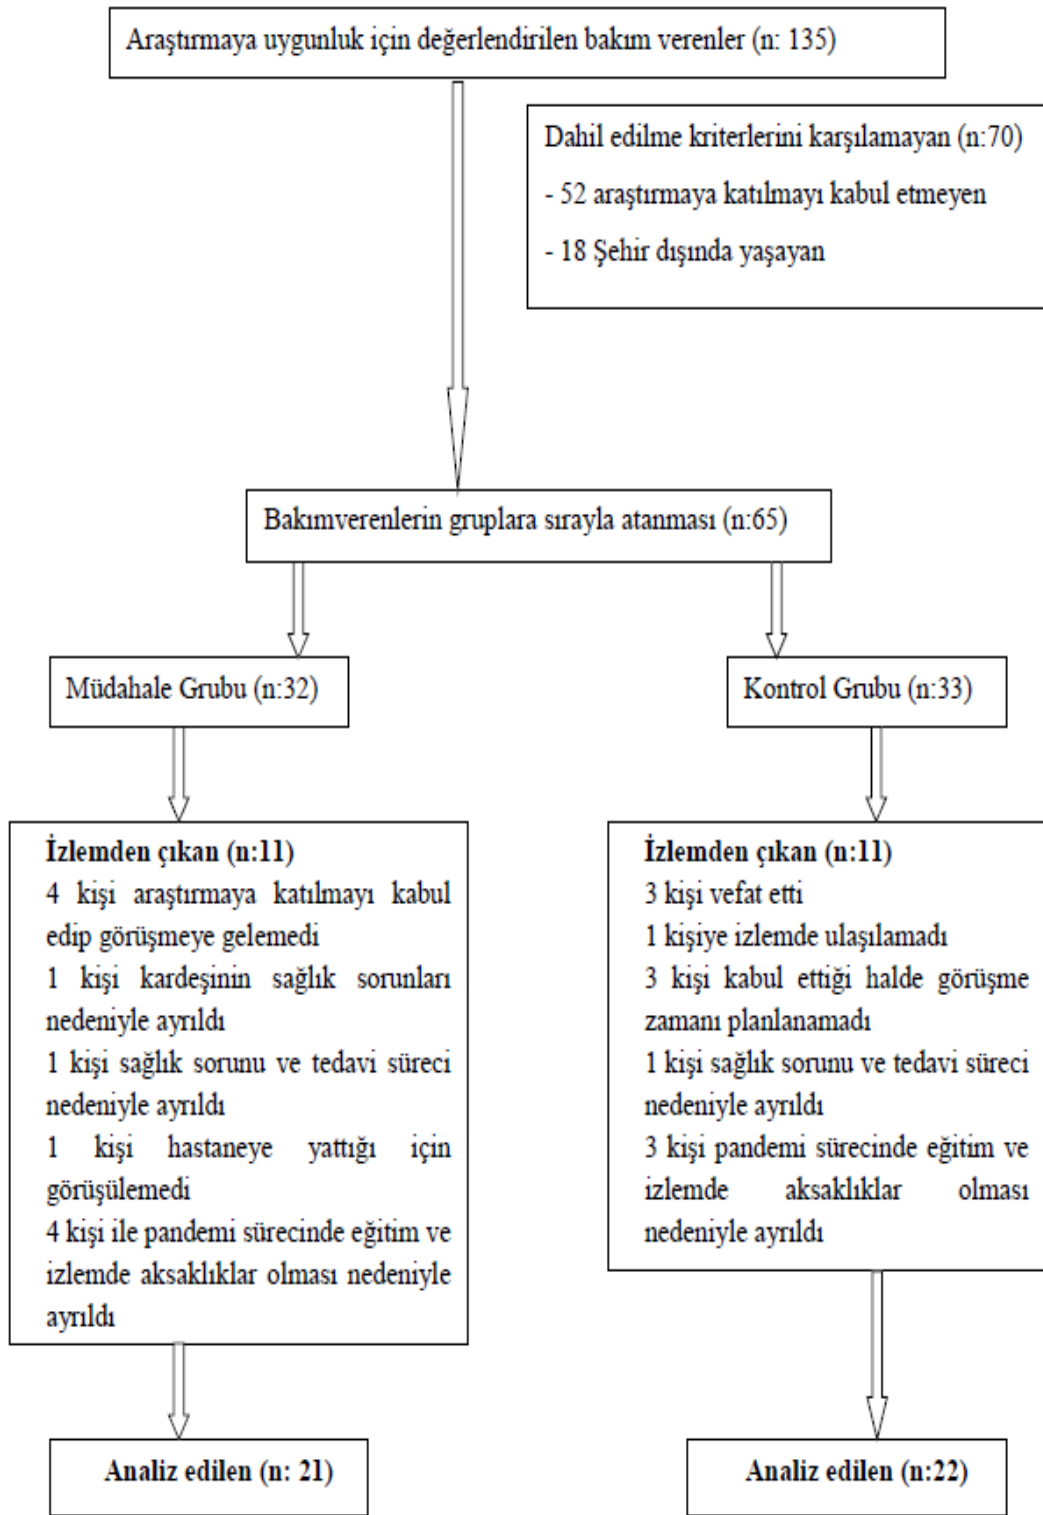 Araştırmaya uygunluk için değerlendirilen bakım verenler (n: 135)
Dahil edilme kriterlerini karşılamayan (n:70)
- 52 araştırmaya katılmayı kabul etmeyen
- 18 Şehir dışında yaşayan
Bakımverenlerin gruplara sırayla atanması (n:65)
Müdahale Grubu (n:32)
Kontrol Grubu (n:33)
İzlemden çıkan (n:11)
4 kişi araştırmaya katılmayı kabul
edip görüşmeye gelemedi
1 kişi kardeşinin sağlık sorunları
nedeniyle ayrıldı
1 kişi sağlık sorunu ve tedavi süreci
nedeniyle ayrıldı
1 kişi hastaneye yattığı için
görüşülemedi
4 kişi ile pandemi sürecinde eğitim ve
izlemde aksaklıklar olması nedeniyle
ayrıldı
İzlemden çıkan (n:11)
3 kişi vefat etti
1 kişiye izlemde ulaşılamadı
3 kişi kabul ettiği halde görüşme
zamanı planlanamadı
1 kişi sağlık sorunu ve tedavi süreci
nedeniyle ayrıldı
3 kişi pandemi sürecinde eğitim ve
izlemde aksaklıklar olması
nedeniyle ayrıldı
Analiz edilen (n: 21)
Analiz edilen (n:22)